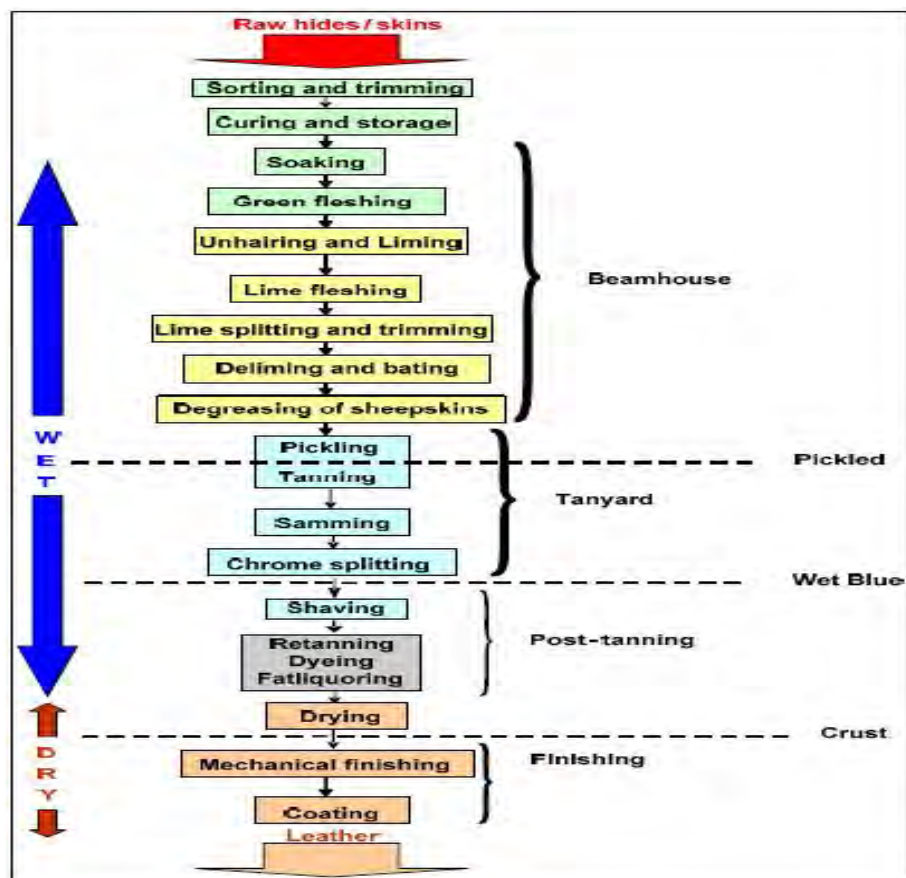 Raw hides / skins
Sorting and trimming
Curing and storage
Soaking
Green fleshing
Unhairing and Liming
Lime fleshing
Lime splitting and trimming
Deliming and bating
Degreasing of sheepskins
Beamhouse
Pickling
Pickled
Tanning
Tanyard
Samming
Chrome splitting
Wet Blue
Shaving
Retanning
Dyeing
Fatliquoring
Post-tanning
Drying
Crust
Mechanical finishing
Finishing
Coating
Leather
WET
DRY